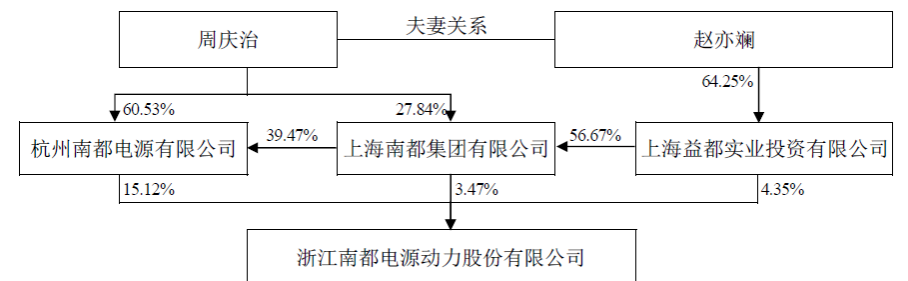 周庆治
夫妻关系
赵亦斓
64.25%
60.53%
27.84%
杭州南都电源有限公司
39.47%
上海南都集团有限公司
56.67%
上海益都实业投资有限公司
15.12%
3.47%
4.35%
浙江南都电源动力股份有限公司